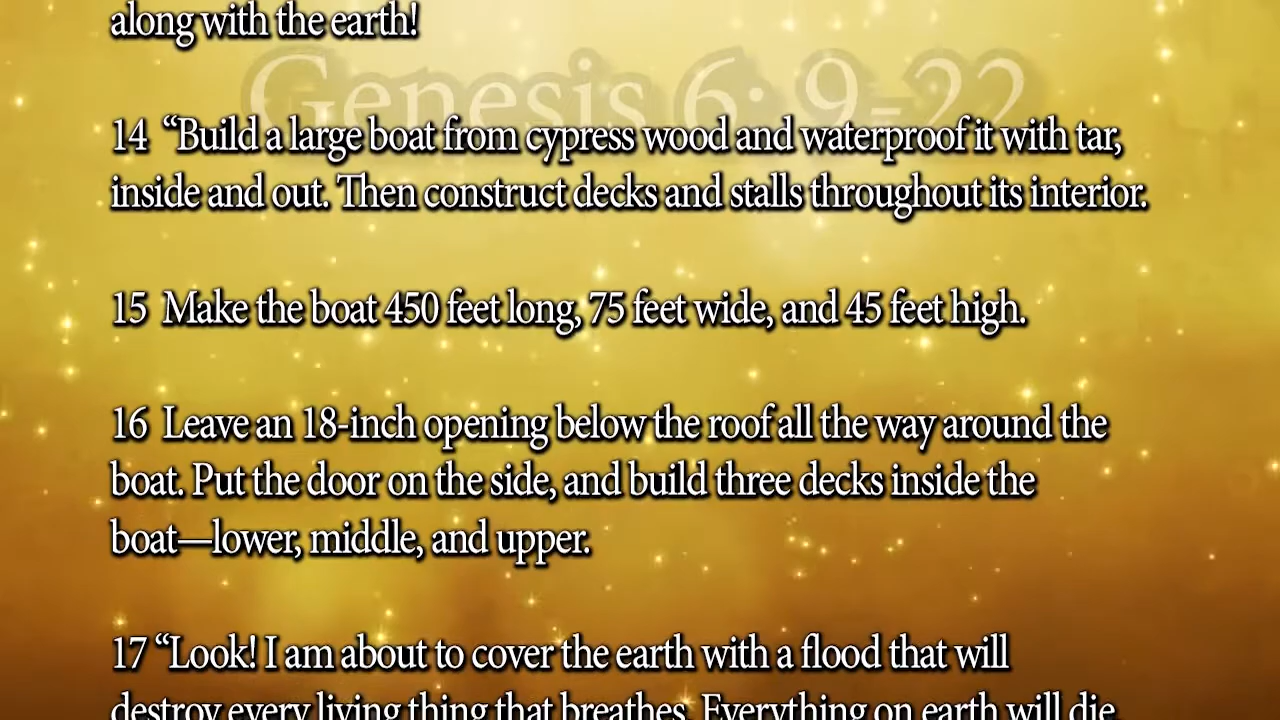 along with the earth!
Genesis 6: 9-22
14 “Build a large boat from cypress wood and waterproof it with tar,
inside and out. Then construct decks and stalls throughout its interior.
15 Make the boat 450 feet long, 75 feet wide, and 45 feet high.
16 Leave an 18-inch opening below the roof all the way around the
boat. Put the door on the side, and build three decks inside the
boat—lower, middle, and upper.
17 “Look! I am about to cover the earth with a flood that will
destroy every living thing that breathes. Everything on earth will die